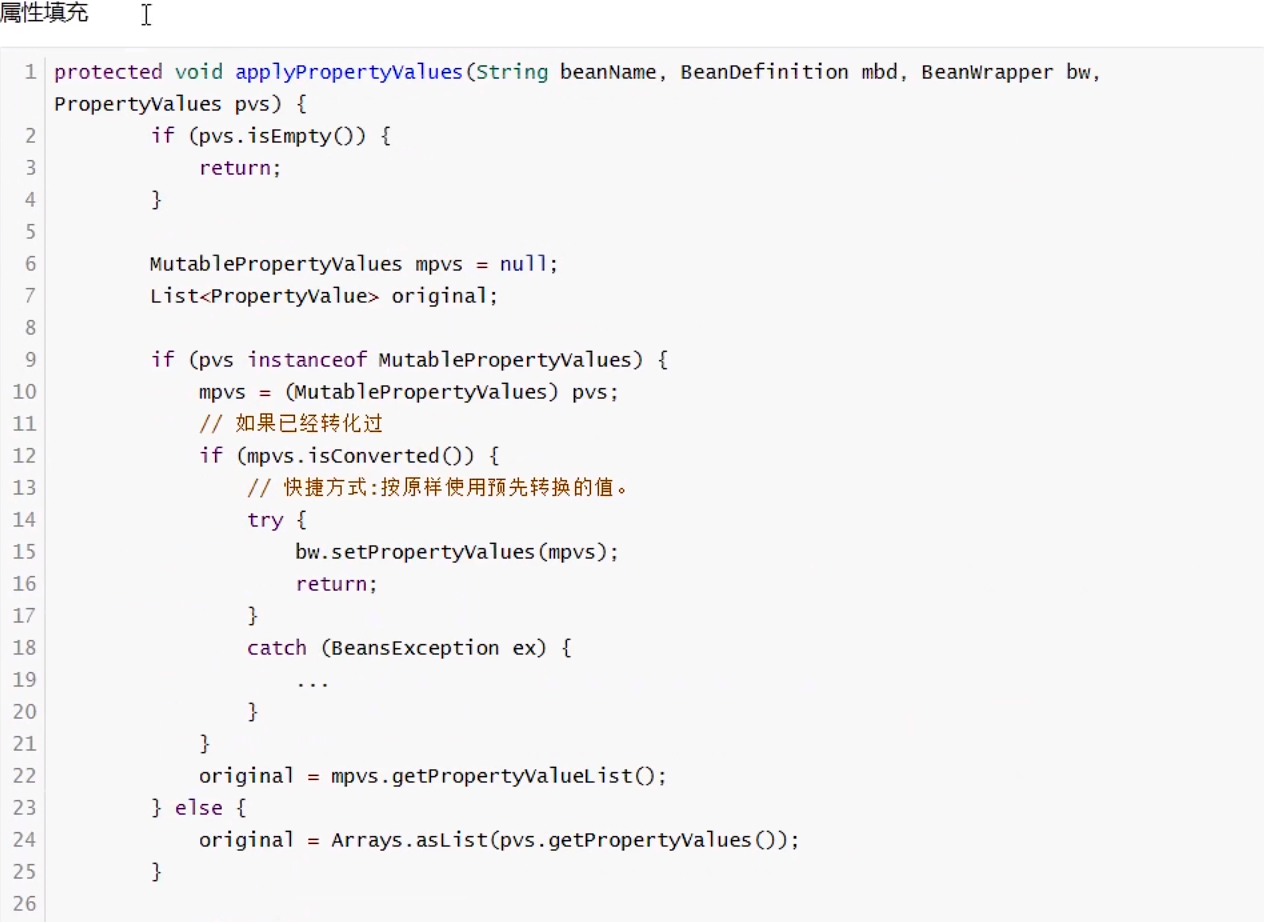 属性填充
1 protected void applyPropertyValues(String beanName, BeanDefinition mbd, BeanWrapper bw,
PropertyValues pvs) {
2         if (pvs.isEmpty()) {
3             return;
4         }
5
6         MutablePropertyValues mpvs = null;
7         List<PropertyValue> original;
8
9         if (pvs instanceof MutablePropertyValues) {
10             mpvs = (MutablePropertyValues) pvs;
11             // 如果已经转化过
12             if (mpvs.isConverted()) {
13                 // 快捷方式:按原样使用预先转换的值。
14                 try {
15                     bw.setPropertyValues(mpvs);
16                     return;
17                 }
18                 catch (BeansException ex) {
19                     ...
20                 }
21             }
22             original = mpvs.getPropertyValueList();
23         } else {
24             original = Arrays.asList(pvs.getPropertyValues());
25         }
26